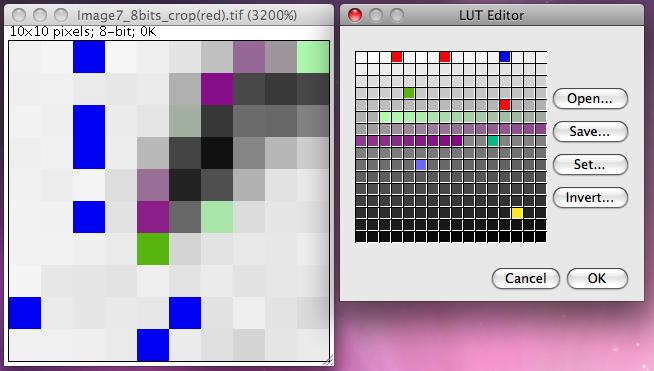 Image7_8bits_crop(red).tif (3200%)
10x10 pixels; 8-bit; 0K
LUT Editor
Open...
Save...
Set...
Invert...
Cancel
OK